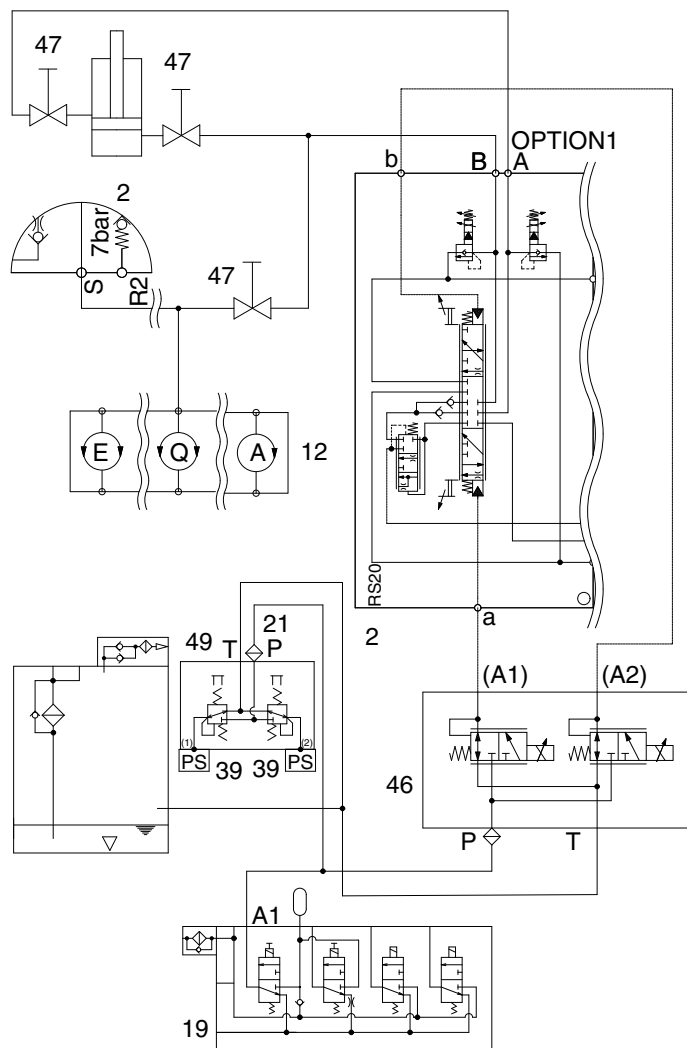 47
47
OPTION1
b
B
A
2
7bar
S
R2
47
E
Q
A
12
RS20
a
2
21
49
T
P
(1)
(2)
PS
39
39
PS
(A1)
(A2)
46
P
T
A1
19